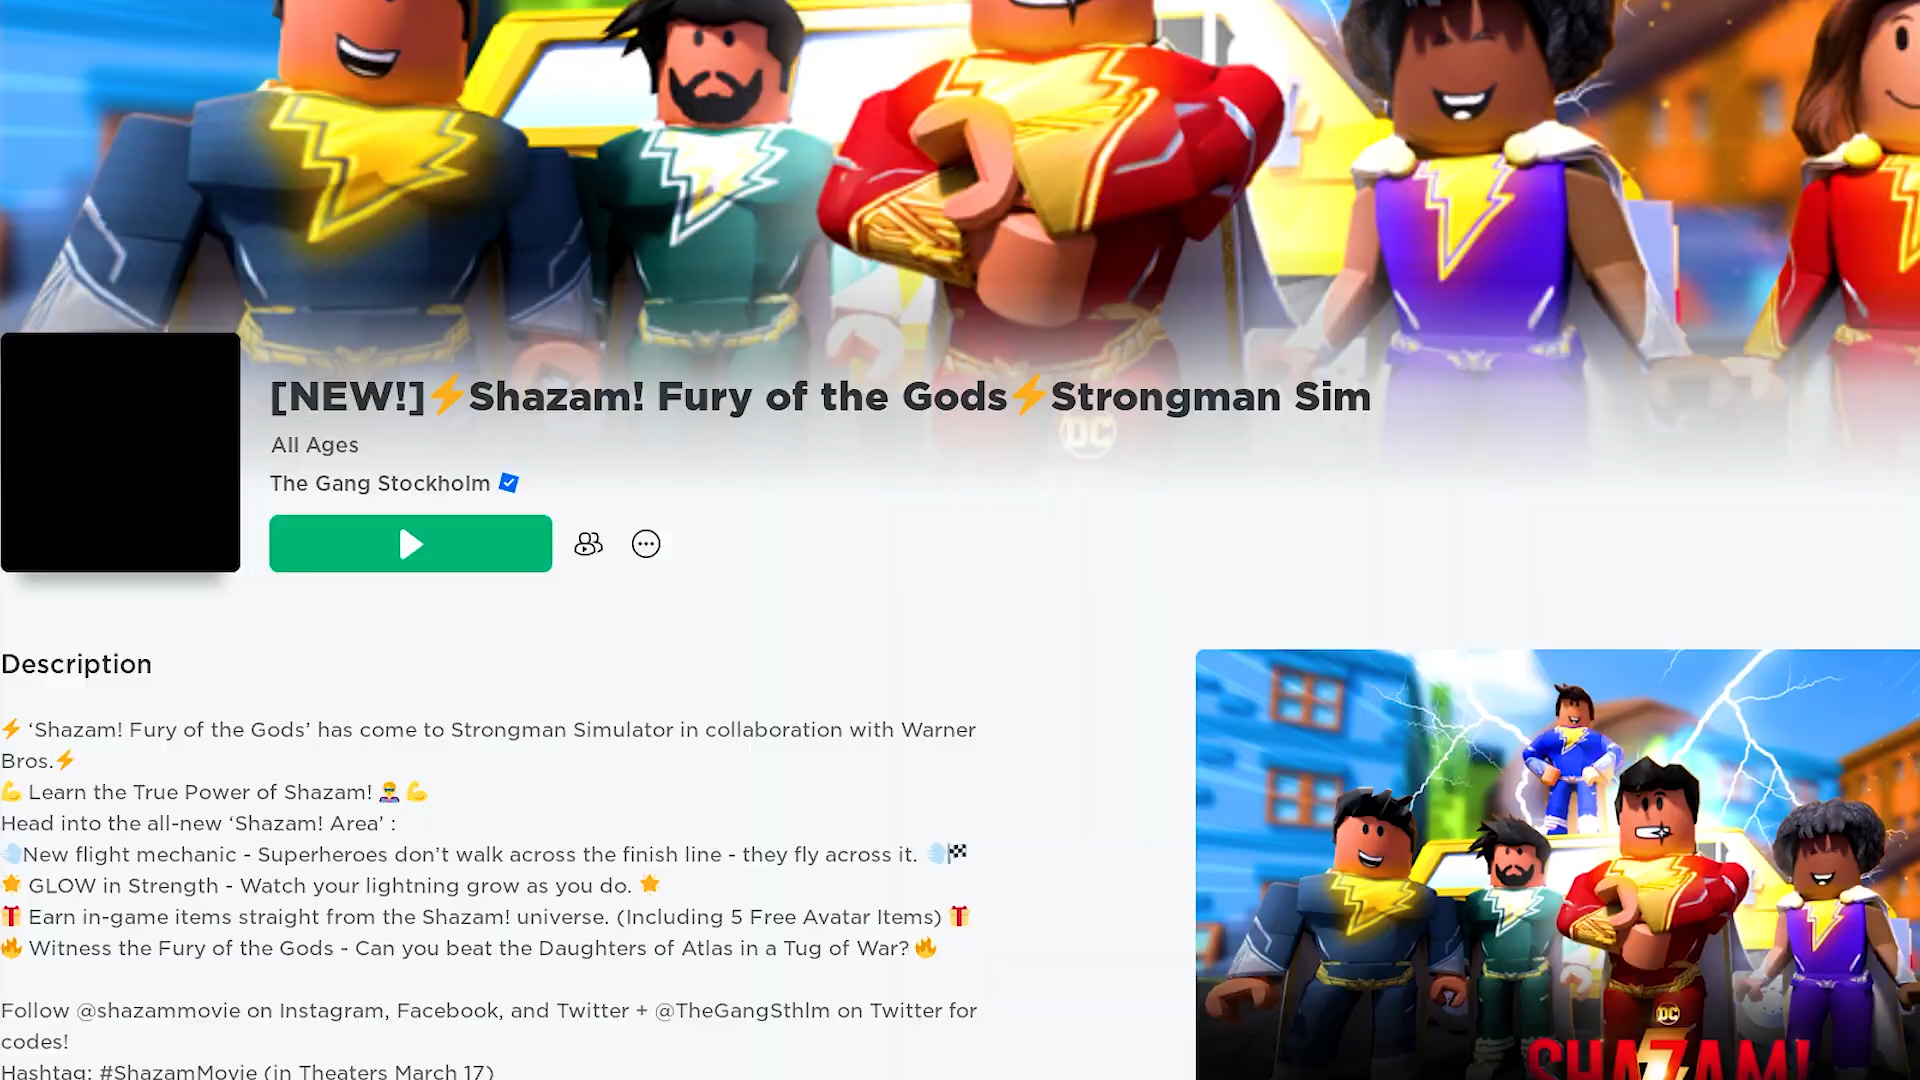 [NEW!]⚡Shazam! Fury of the Gods⚡Strongman Sim
DC
All Ages
The Gang Stockholm
Description
⚡ ‘Shazam! Fury of the Gods’ has come to Strongman Simulator in collaboration with Warner
Bros.⚡
💪 Learn the True Power of Shazam! 🦸‍♂️💪
Head into the all-new ‘Shazam! Area’ :
💨New flight mechanic - Superheroes don’t walk across the finish line - they fly across it. 💨🏁
🌟 GLOW in Strength - Watch your lightning grow as you do. 🌟
🎁 Earn in-game items straight from the Shazam! universe. (Including 5 Free Avatar Items) 🎁
🔥 Witness the Fury of the Gods - Can you beat the Daughters of Atlas in a Tug of War? 🔥
Follow @shazammovie on Instagram, Facebook, and Twitter + @TheGangSthlm on Twitter for
codes!
Hashtag: #ShazamMovie (in Theaters March 17)
DC
SHAZAM!